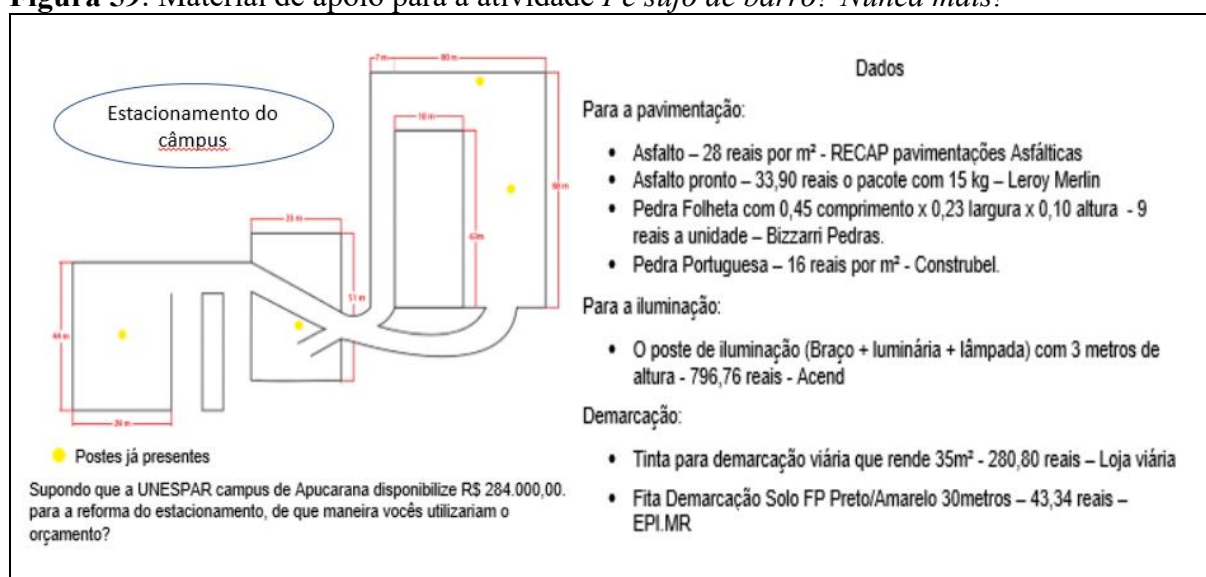 Figura 39: Material de apoio para a atividade Pé sujo de barro? Nunca mais!
Estacionamento do
câmpus
7 m
80 m
18 m
51 m
Postes já presentes
Supondo que a UNESPAR campus de Apucarana disponibilize R$ 284.000,00.
para a reforma do estacionamento, de que maneira vocês utilizariam o
orçamento?
Dados
Para a pavimentação:
• Asfalto – 28 reais por m² - RECAP pavimentações Asfálticas
• Asfalto pronto – 33,90 reais o pacote com 15 kg – Leroy Merlin
• Pedra Folheta com 0,45 comprimento x 0,23 largura x 0,10 altura - 9
reais a unidade – Bizzarri Pedras.
• Pedra Portuguesa – 16 reais por m² - Construbel.
Para a iluminação:
• O poste de iluminação (Braço + luminária + lâmpada) com 3 metros de
altura - 796,76 reais - Acend
Demarcação:
• Tinta para demarcação viária que rende 35m² - 280,80 reais – Loja viária
• Fita Demarcação Solo FP Preto/Amarelo 30metros – 43,34 reais –
EPI.MR